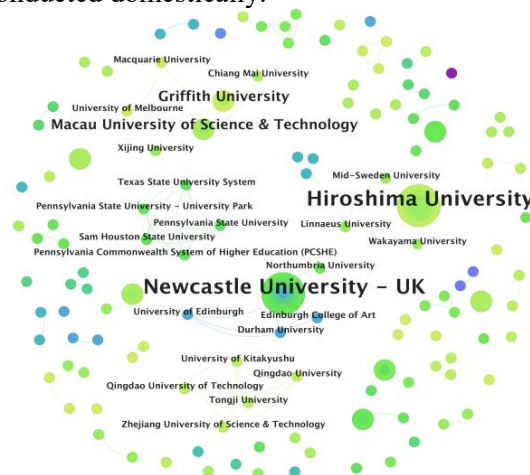 conducted domestically.
Macquarie University
Chiang Mai University
Griffith University
University of Melbourne
Macau University of Science & Technology
Xijing University
Mid-Sweden University
Texas State University System
Hiroshima University
Pennsylvania State University - University Park
Pennsylvania State University
Linnaeus University
Sam Houston State University
Wakayama University
Pennsylvania Commonwealth System of Higher Education (PCSHE)
Northumbria University
Newcastle University - UK
University of Edinburgh
Edinburgh College of Art
Durham University
University of Kitakyushu
Qingdao University
Qingdao University of Technology
Tongji University
Zhejiang University of Science & Technology